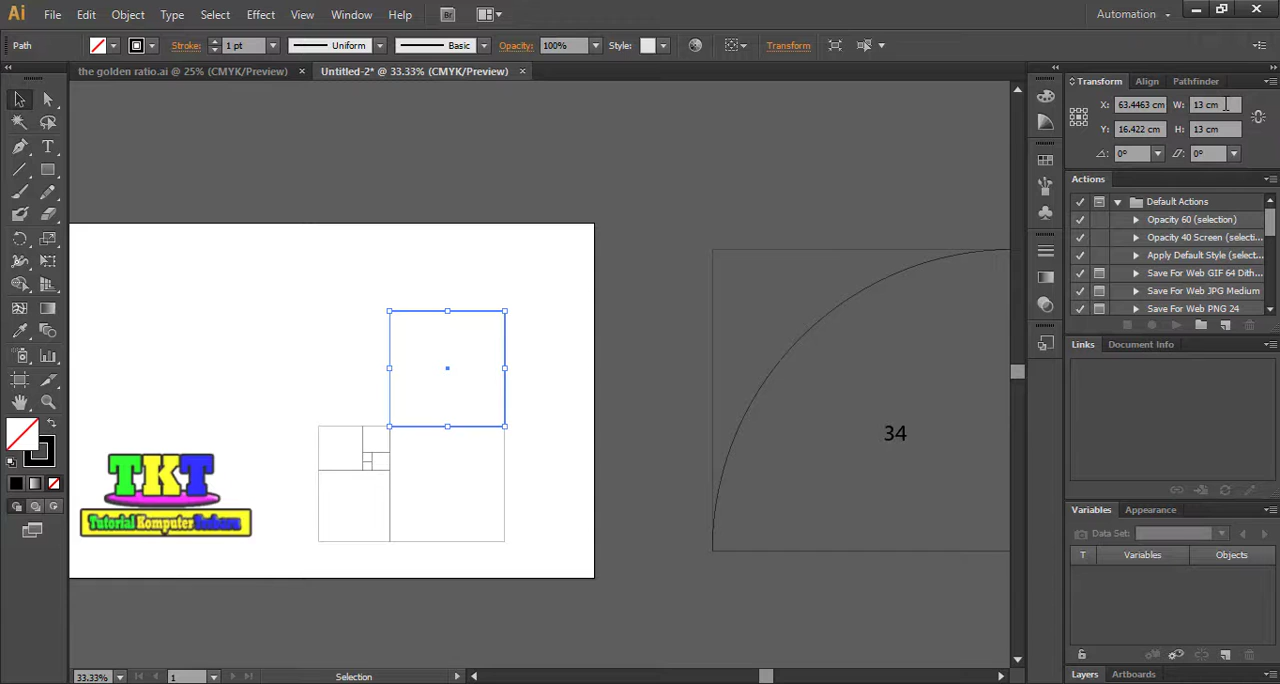 Ai File Edit Object Type Select Effect View Window Help Br Automation
Path Stroke: 1 pt Uniform Basic Opacity: 100% Style: Transform
the golden ratio.ai @ 25% (CMYK/Preview) × Untitled-2* @ 33.33% (CMYK/Preview) ×
Transform Align Pathfinder
X: 63.4463 cm W: 13 cm
Y: 16.422 cm H: 13 cm
0° 0°
Actions
Default Actions
Opacity 60 (selection)
Opacity 40 Screen (selecti...
Apply Default Style (select...
Save For Web GIF 64 Dith...
Save For Web JPG Medium
Save For Web PNG 24
Links Document Info
34
TKT
Tutorial Komputer Terbaru
Variables Appearance
Data Set:
T Variables Objects
Layers Artboards
33.33% 1 Selection